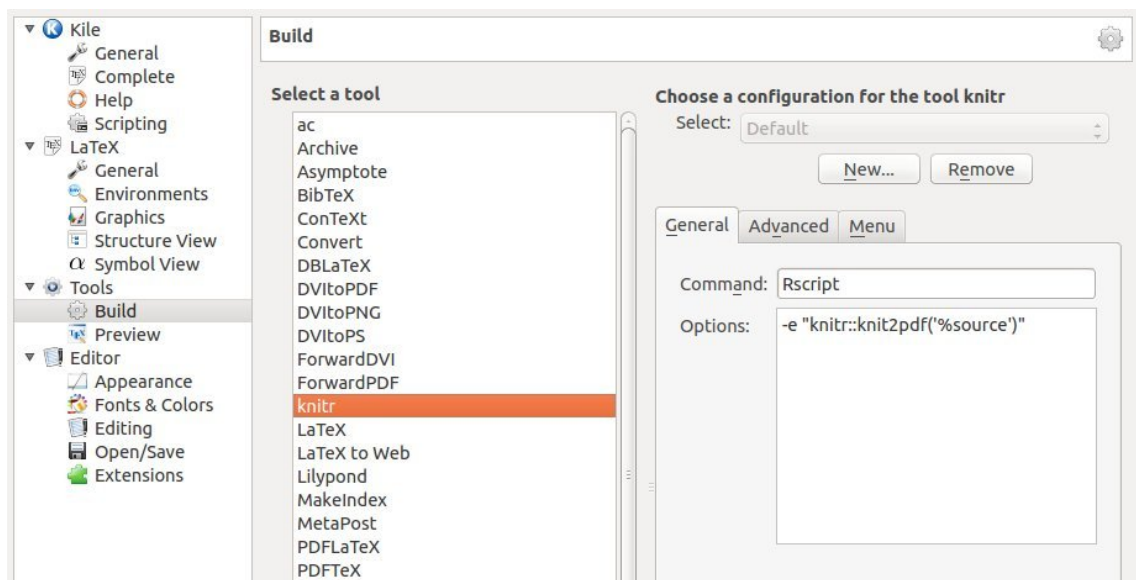 Kile
General
Complete
Help
Scripting
LaTeX
General
Environments
Graphics
Structure View
Symbol View
Tools
Build
Preview
Editor
Appearance
Fonts & Colors
Editing
Open/Save
Extensions
Build
Select a tool
ac
Archive
Asymptote
BibTeX
ConTeXt
Convert
DBLaTeX
DVItoPDF
DVItoPNG
DVItoPS
ForwardDVI
ForwardPDF
knitr
LaTeX
LaTeX to Web
Lilypond
MakeIndex
MetaPost
PDFLaTeX
PDFTeX
Choose a configuration for the tool knitr
Select: Default
New... Remove
General Advanced Menu
Command: Rscript
Options: -e "knitr::knit2pdf('%source')"